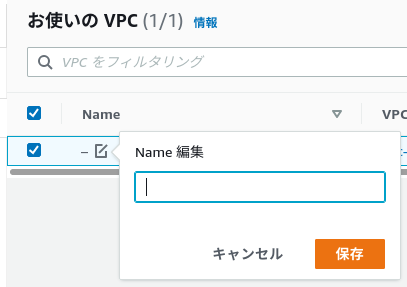 お使いの VPC (1/1) 情報
VPC をフィルタリング
Name VPC
–
Name 編集
キャンセル 保存